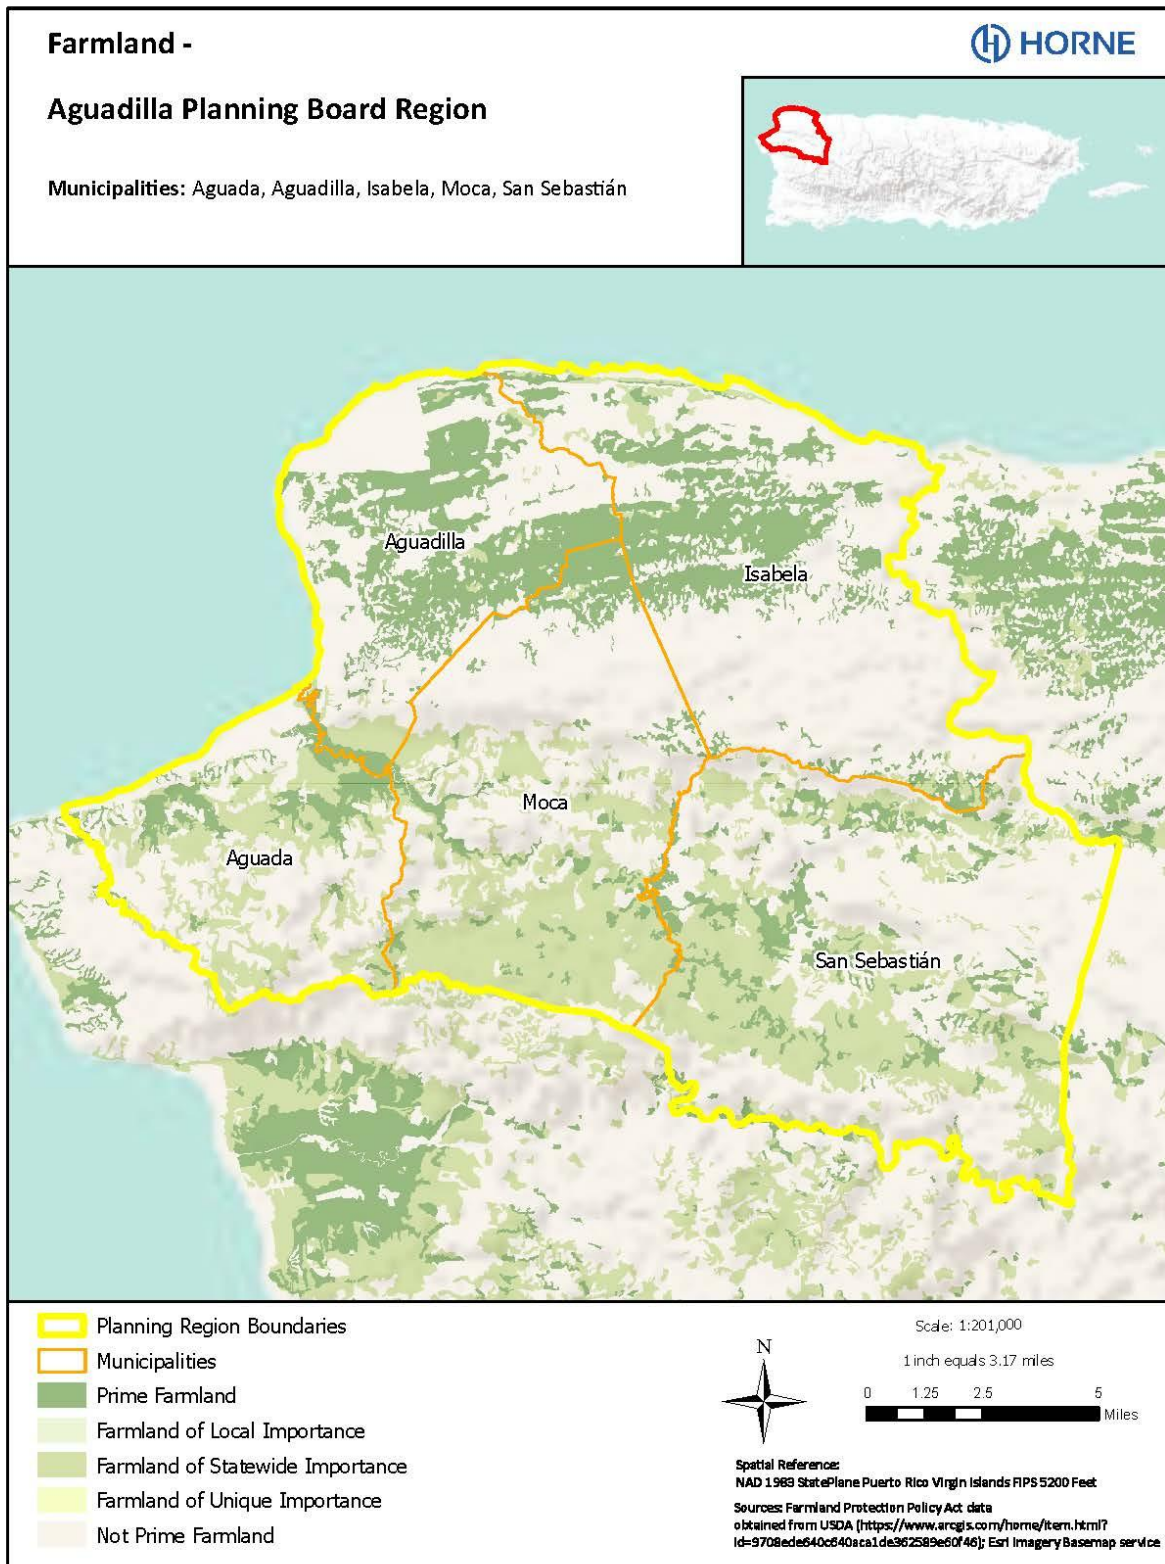 Farmland -
HORNE
Aguadilla Planning Board Region
Municipalities: Aguada, Aguadilla, Isabela, Moca, San Sebastián
Aguadilla
Isabela
Moca
Aguada
San Sebastián
Planning Region Boundaries
Municipalities
Prime Farmland
Farmland of Local Importance
Farmland of Statewide Importance
Farmland of Unique Importance
Not Prime Farmland
N
Scale: 1:201,000
1 inch equals 3.17 miles
0 1.25 2.5 5
Miles
Spatial Reference:
NAD 1983 StatePlane Puerto Rico Virgin Islands FIPS 5200 Feet
Sources: Farmland Protection Policy Act data
obtained from USDA (https://www.arcgis.com/home/item.html?
id=9708ede640c640aca1de362589e60f46); Esri Imagery Basemap service